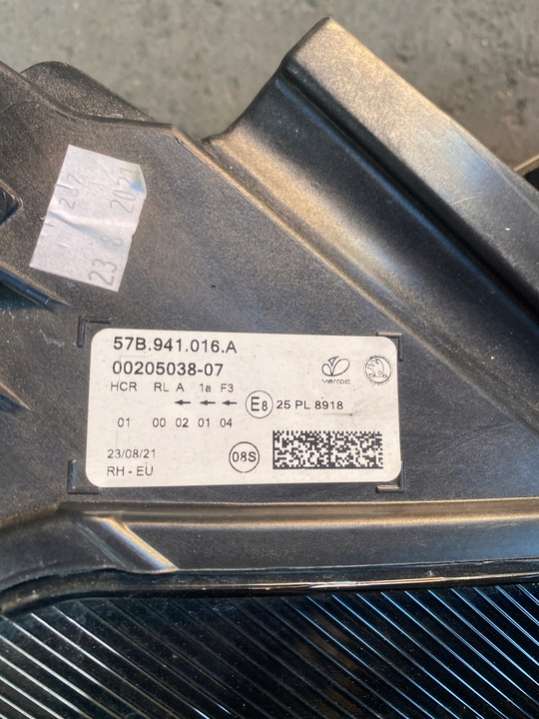 23 8 2021
57B.941.016.A
00205038-07
HCR RL A 1a F3
01 00 02 01 04
E8 25 PL 8918
varroc
23/08/21
RH-EU
08S